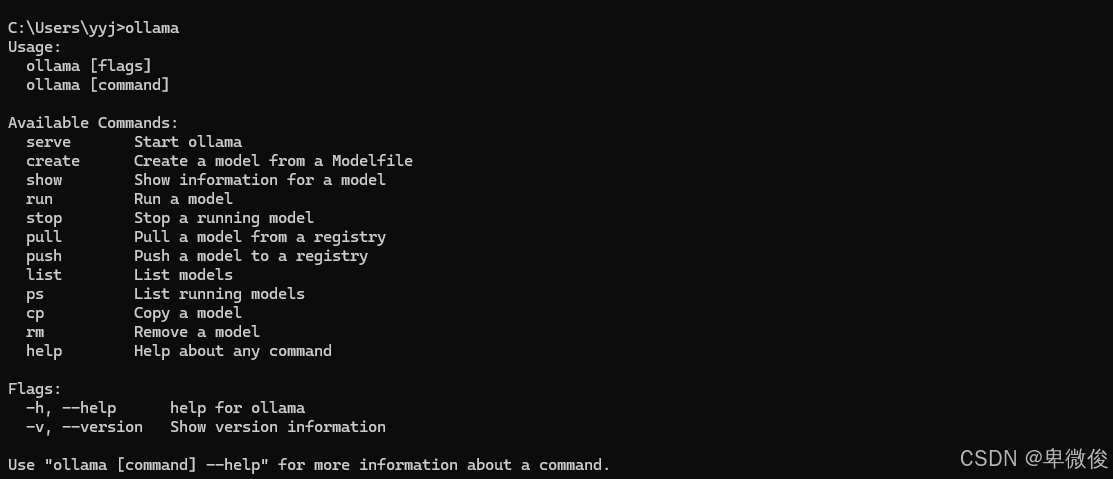 C:\Users\yyj>ollama
Usage:
  ollama [flags]
  ollama [command]

Available Commands:
  serve       Start ollama
  create      Create a model from a Modelfile
  show        Show information for a model
  run         Run a model
  stop        Stop a running model
  pull        Pull a model from a registry
  push        Push a model to a registry
  list        List models
  ps          List running models
  cp          Copy a model
  rm          Remove a model
  help        Help about any command

Flags:
  -h, --help      help for ollama
  -v, --version   Show version information

Use "ollama [command] --help" for more information about a command.
CSDN @卑微俊